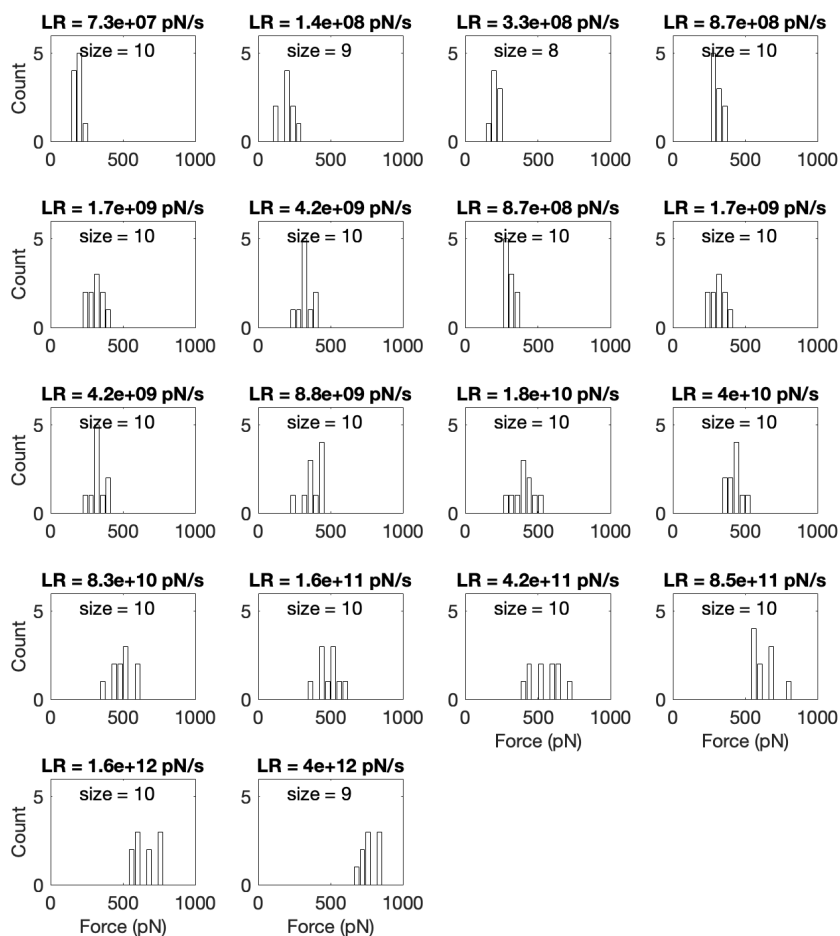 LR = 7.3e+07 pN/s LR = 1.4e+08 pN/s LR = 3.3e+08 pN/s LR = 8.7e+08 pN/s
size = 10 size = 9 size = 8 size = 10
Count
5
0
0 500 1000 0 500 1000 0 500 1000 0 500 1000
LR = 1.7e+09 pN/s LR = 4.2e+09 pN/s LR = 8.7e+08 pN/s LR = 1.7e+09 pN/s
size = 10 size = 10 size = 10 size = 10
Count
5 5 5 5
0 0 0 0
0 500 1000 0 500 1000 0 500 1000 0 500 1000
LR = 4.2e+09 pN/s LR = 8.8e+09 pN/s LR = 1.8e+10 pN/s LR = 4e+10 pN/s
size = 10 size = 10 size = 10 size = 10
Count
5 5 5 5
0 0 0 0
0 500 1000 0 500 1000 0 500 1000 0 500 1000
LR = 8.3e+10 pN/s LR = 1.6e+11 pN/s LR = 4.2e+11 pN/s LR = 8.5e+11 pN/s
size = 10 size = 10 size = 10 size = 10
Count
5 5 5 5
0 0 0 0
0 500 1000 0 500 1000 0 500 1000 0 500 1000
Force (pN) Force (pN)
LR = 1.6e+12 pN/s LR = 4e+12 pN/s
size = 10 size = 9
Count
5 5
0 0
0 500 1000 0 500 1000
Force (pN) Force (pN)